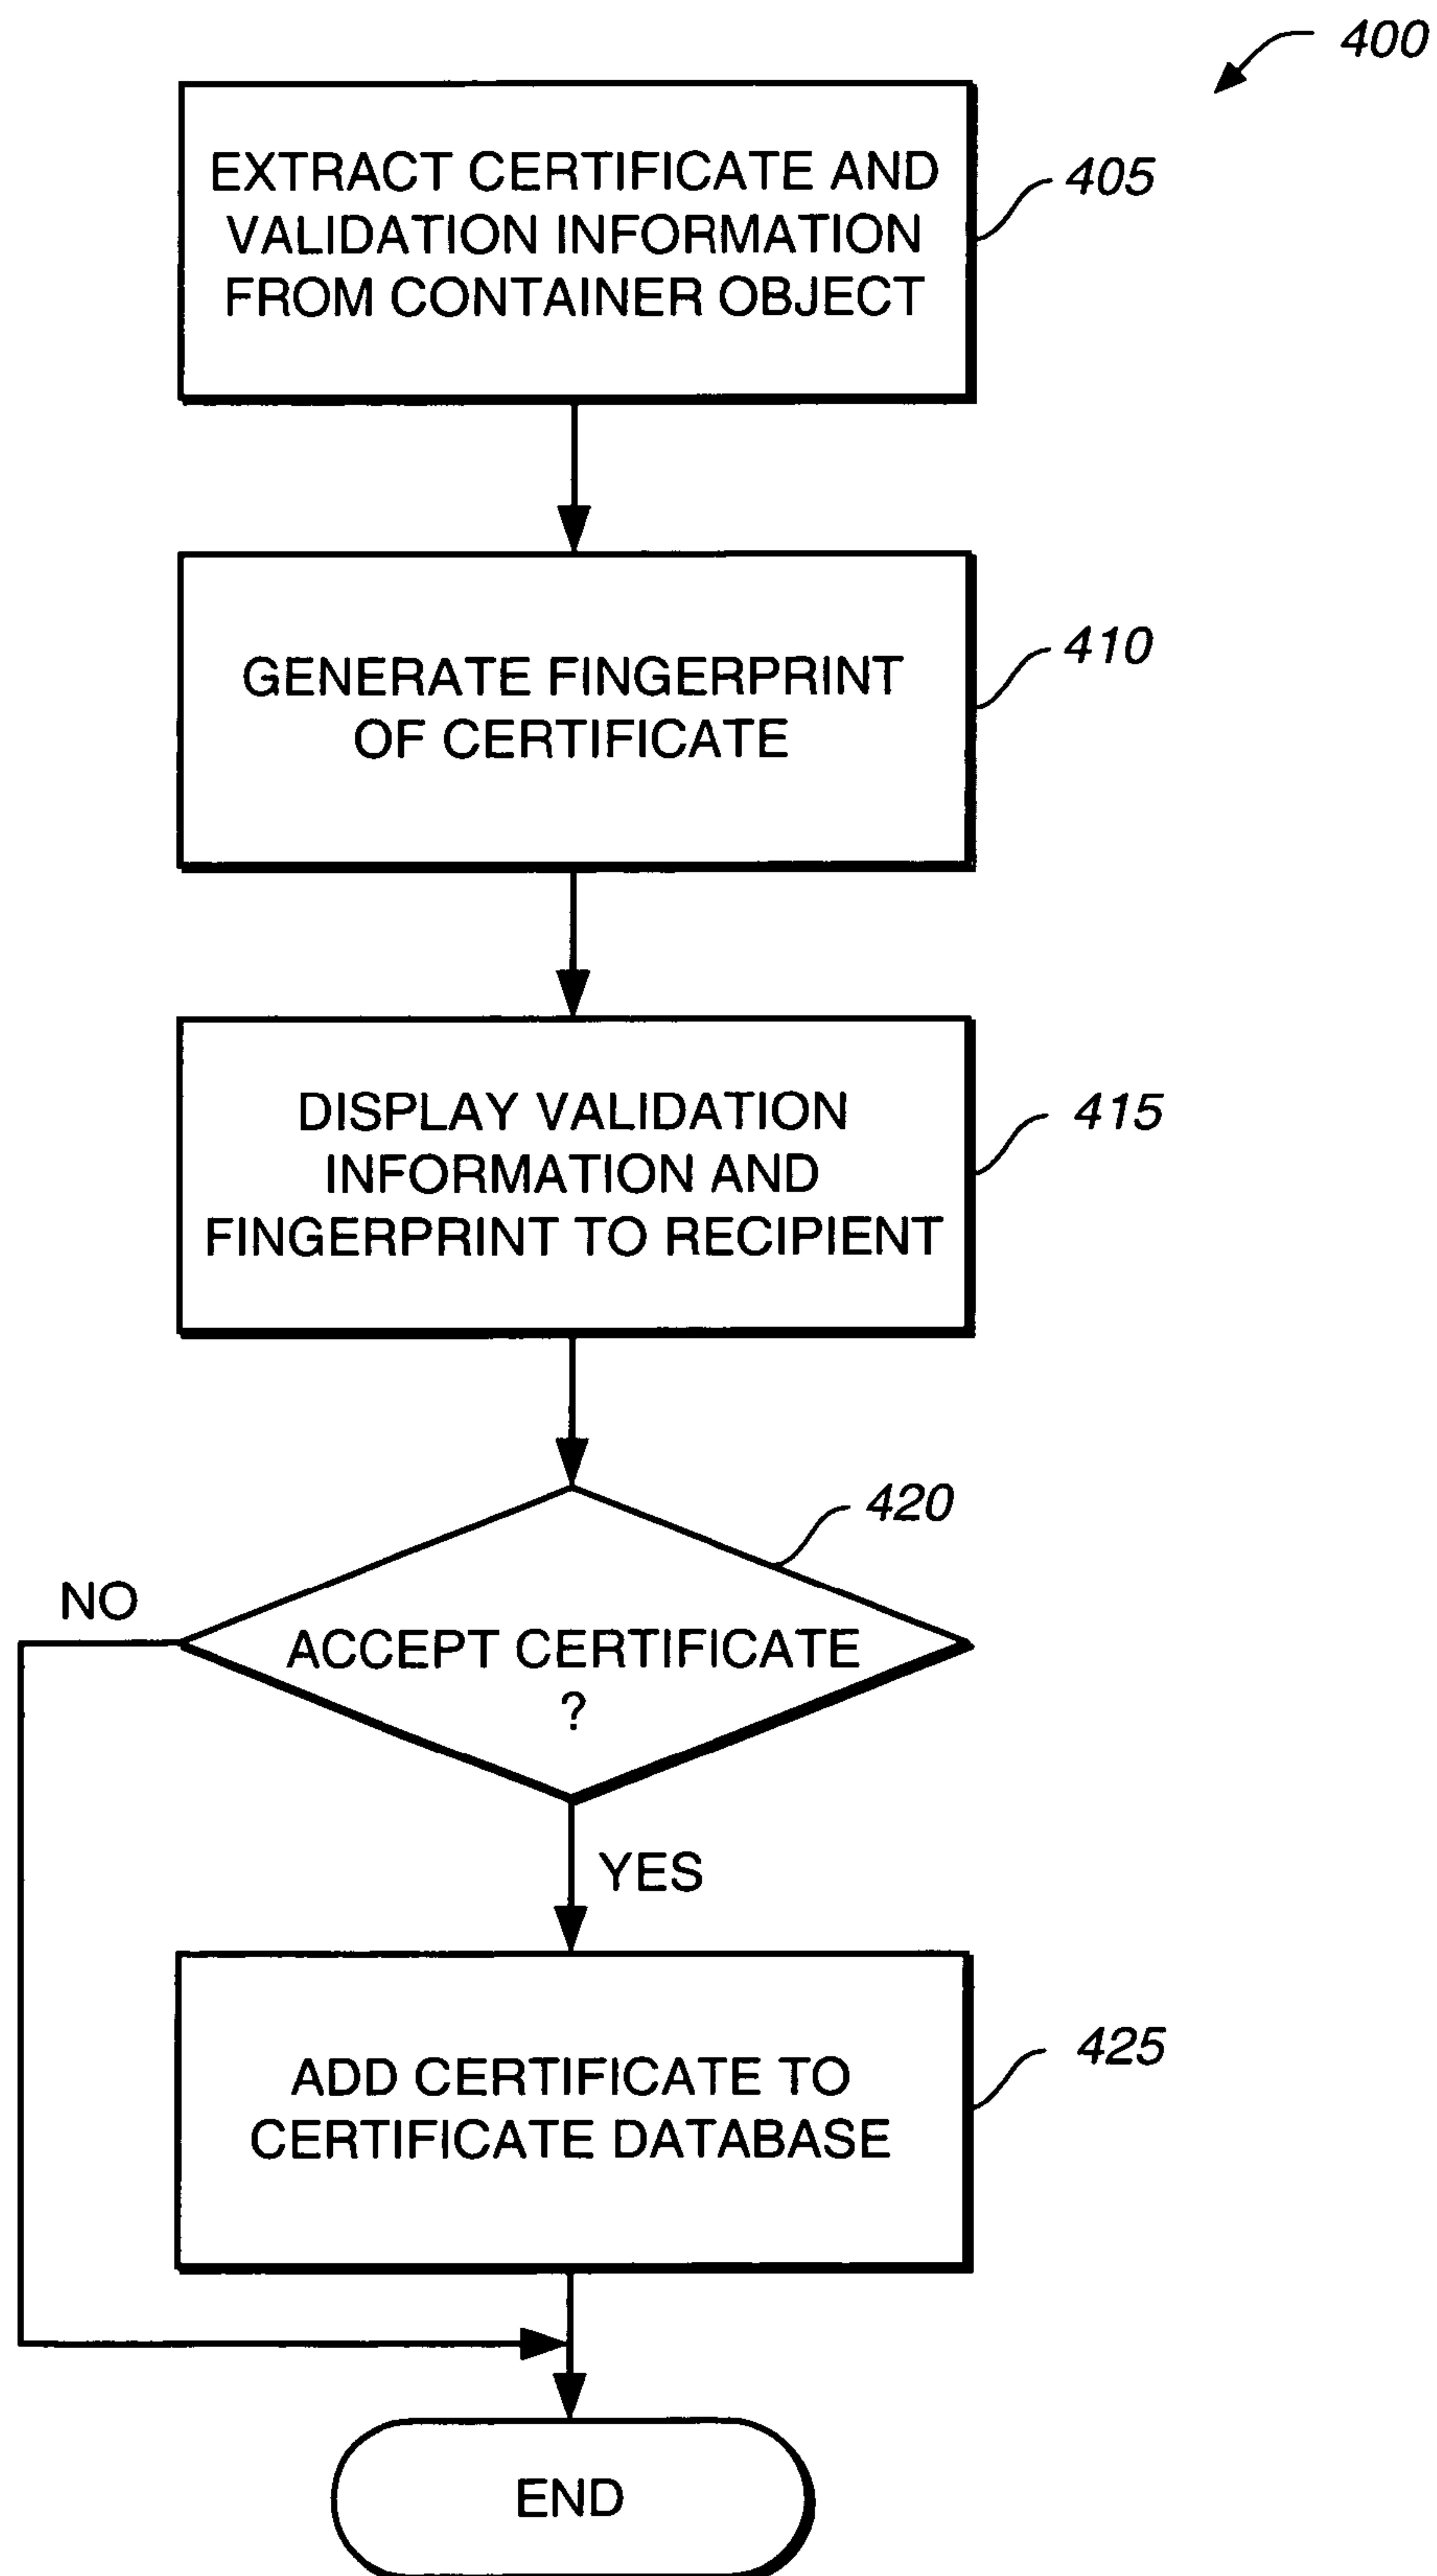 400
EXTRACT CERTIFICATE AND
VALIDATION INFORMATION
FROM CONTAINER OBJECT
405
GENERATE FINGERPRINT
OF CERTIFICATE
410
DISPLAY VALIDATION
INFORMATION AND
FINGERPRINT TO RECIPIENT
415
420
NO
ACCEPT CERTIFICATE
?
YES
ADD CERTIFICATE TO
CERTIFICATE DATABASE
425
END